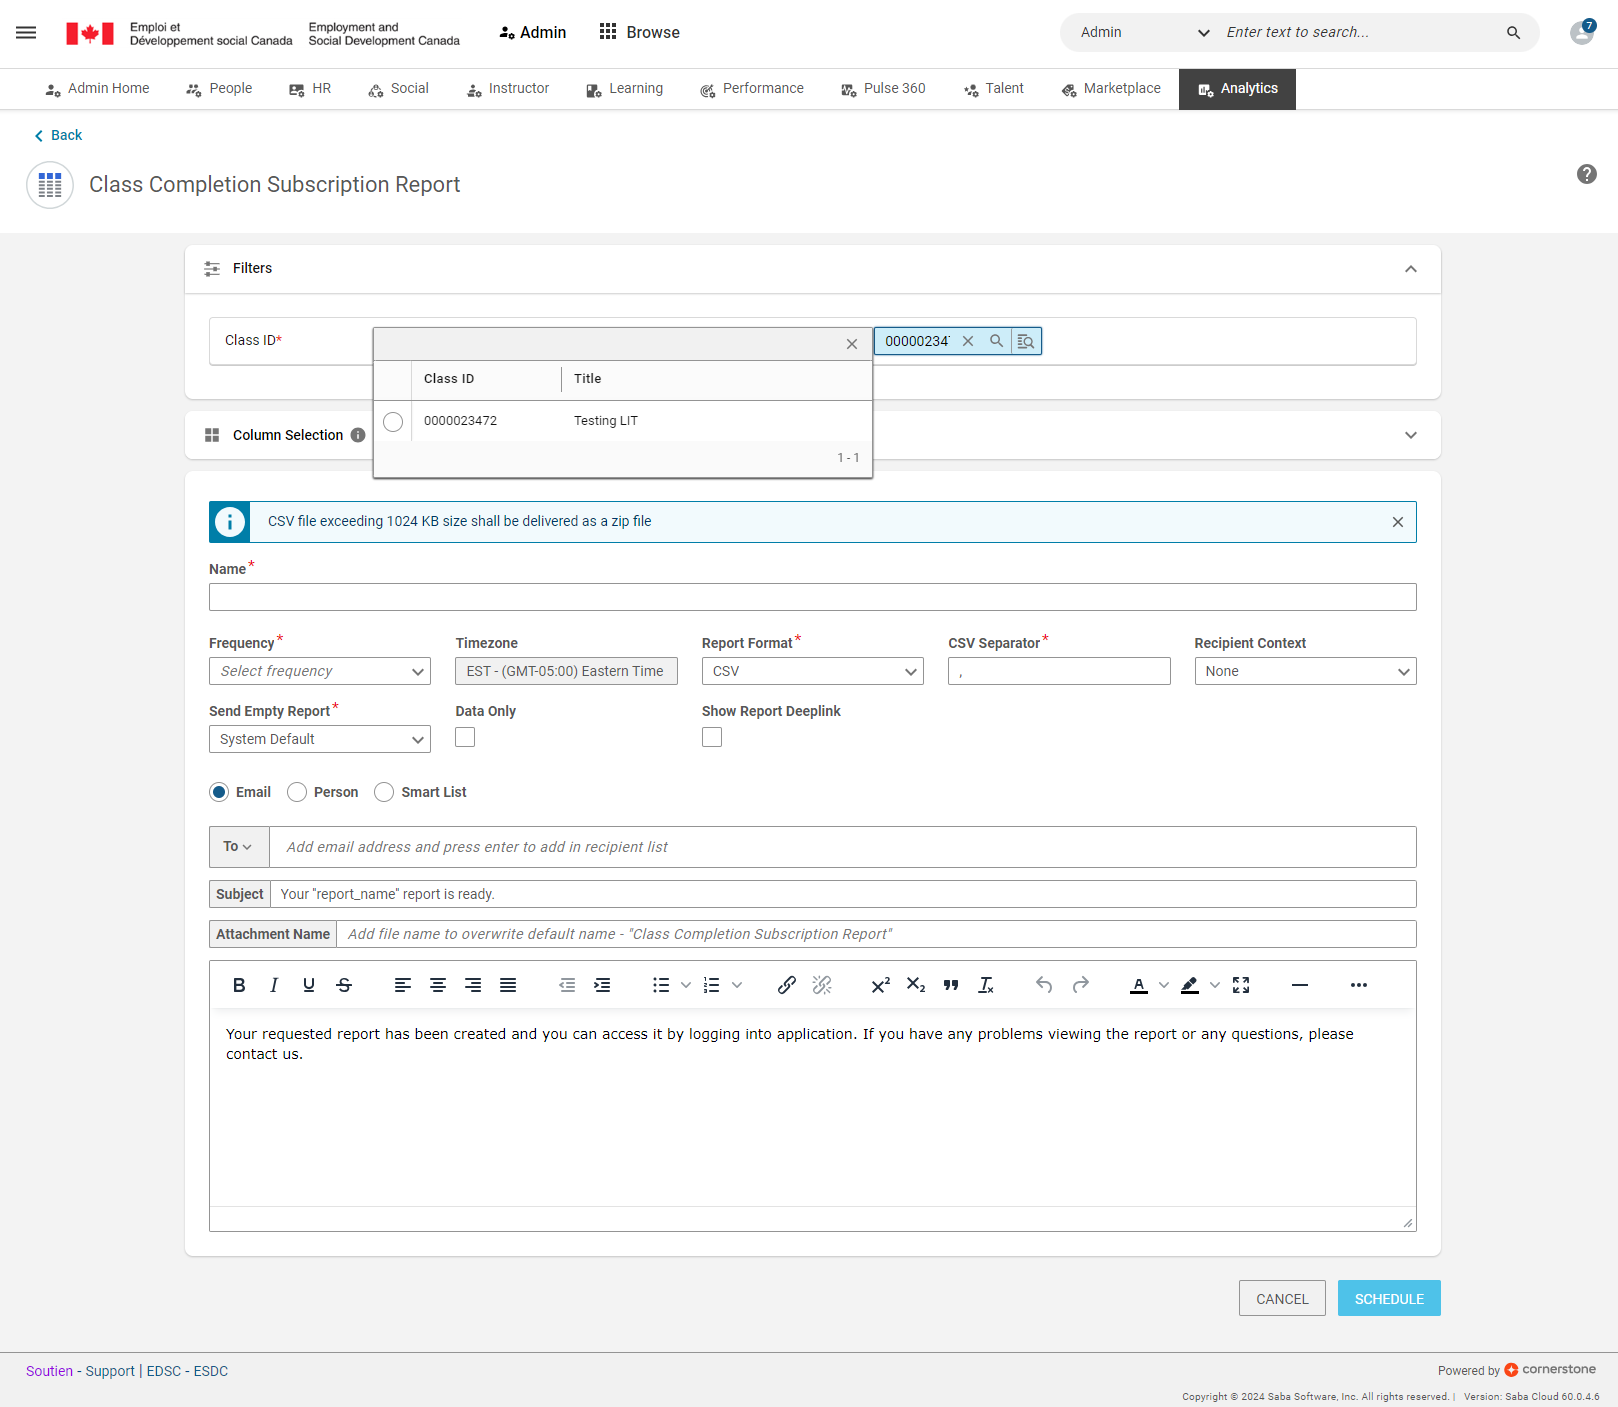 Emploi et
Développement social Canada
Employment and
Social Development Canada
Admin
Browse
Admin
Enter text to search...
7
Admin Home
People
HR
Social
Instructor
Learning
Performance
Pulse 360
Talent
Marketplace
Analytics
Back
Class Completion Subscription Report
Filters
Class ID*
00000234
Class ID
Title
0000023472
Testing LIT
1 - 1
Column Selection
CSV file exceeding 1024 KB size shall be delivered as a zip file
Name*
Frequency*
Timezone
Report Format*
CSV Separator*
Recipient Context
Select frequency
EST - (GMT-05:00) Eastern Time
CSV
,
None
Send Empty Report*
Data Only
Show Report Deeplink
System Default
Email
Person
Smart List
To
Add email address and press enter to add in recipient list
Subject
Your "report_name" report is ready.
Attachment Name
Add file name to overwrite default name - "Class Completion Subscription Report"
Your requested report has been created and you can access it by logging into application. If you have any problems viewing the report or any questions, please
contact us.
CANCEL
SCHEDULE
Soutien - Support | EDSC - ESDC
Powered by cornerstone
Copyright © 2024 Saba Software, Inc. All rights reserved. | Version: Saba Cloud 60.0.4.6